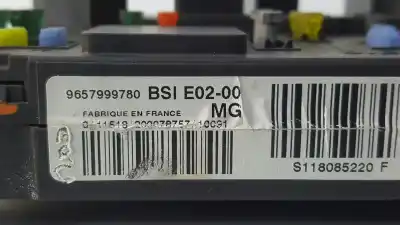 9657999780 BSI E02-00
MG
FABRIQUE EN FRANCE
S118085220 F